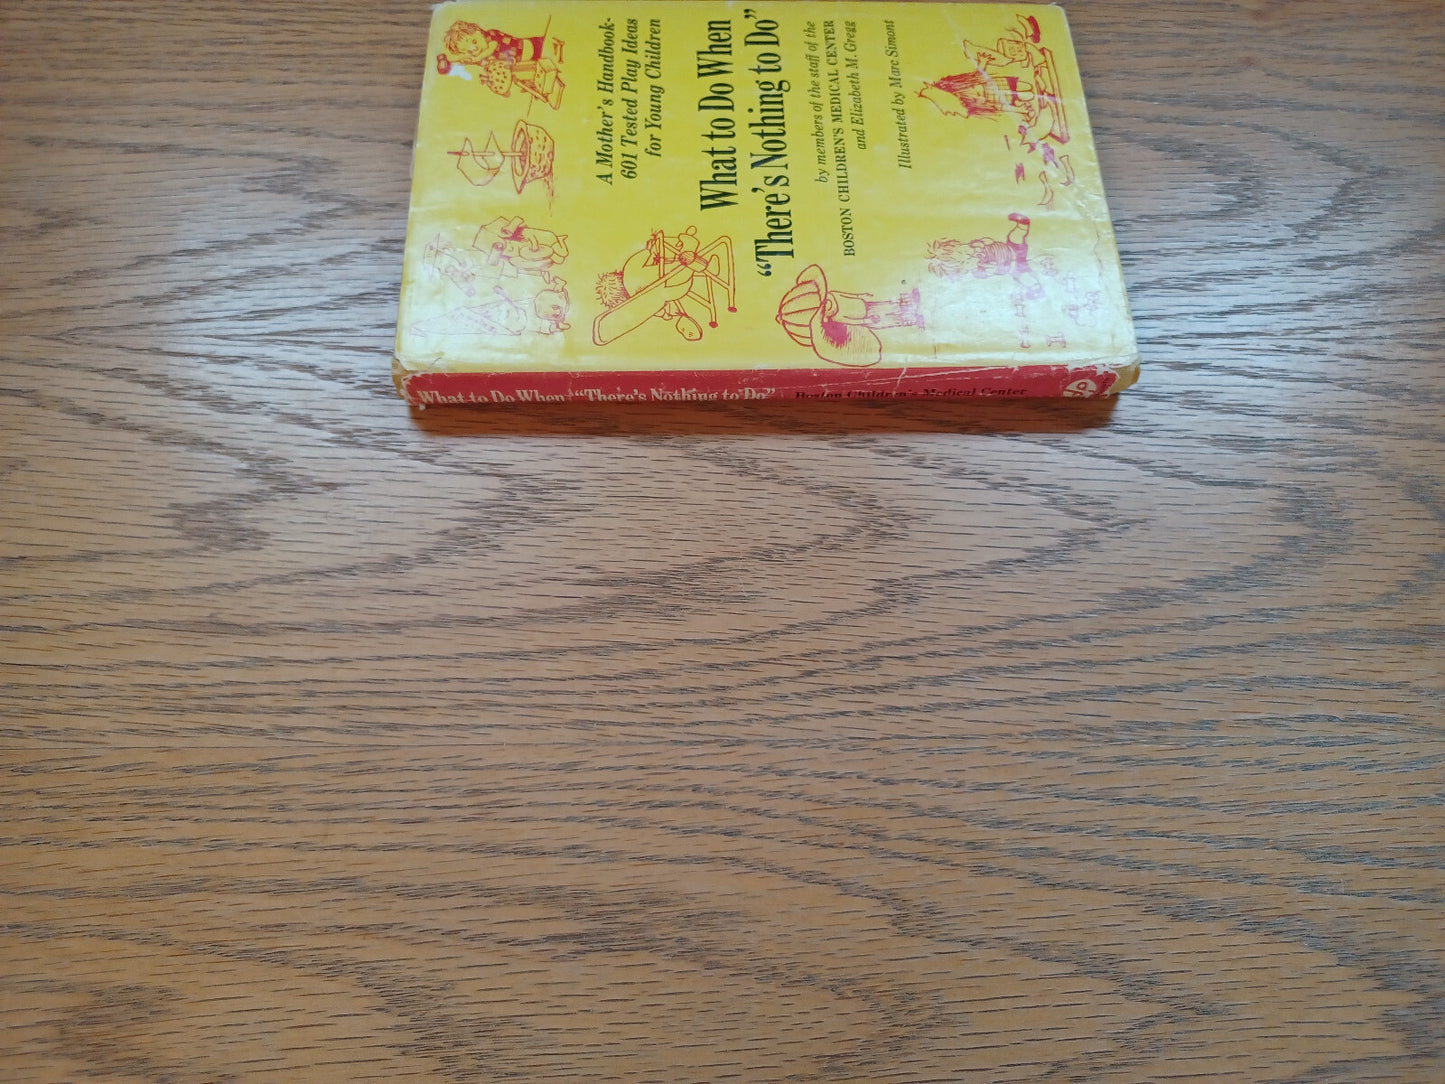 A Mother's Handbook-
601 Tested Play Ideas
for Young Children
What to Do When
"There's Nothing to Do"
by members of the staff of the
BOSTON CHILDREN'S MEDICAL CENTER
and Elizabeth M. Gregg
Illustrated by Marc Simont
What to Do When "There's Nothing to Do" Boston Children's Medical Center